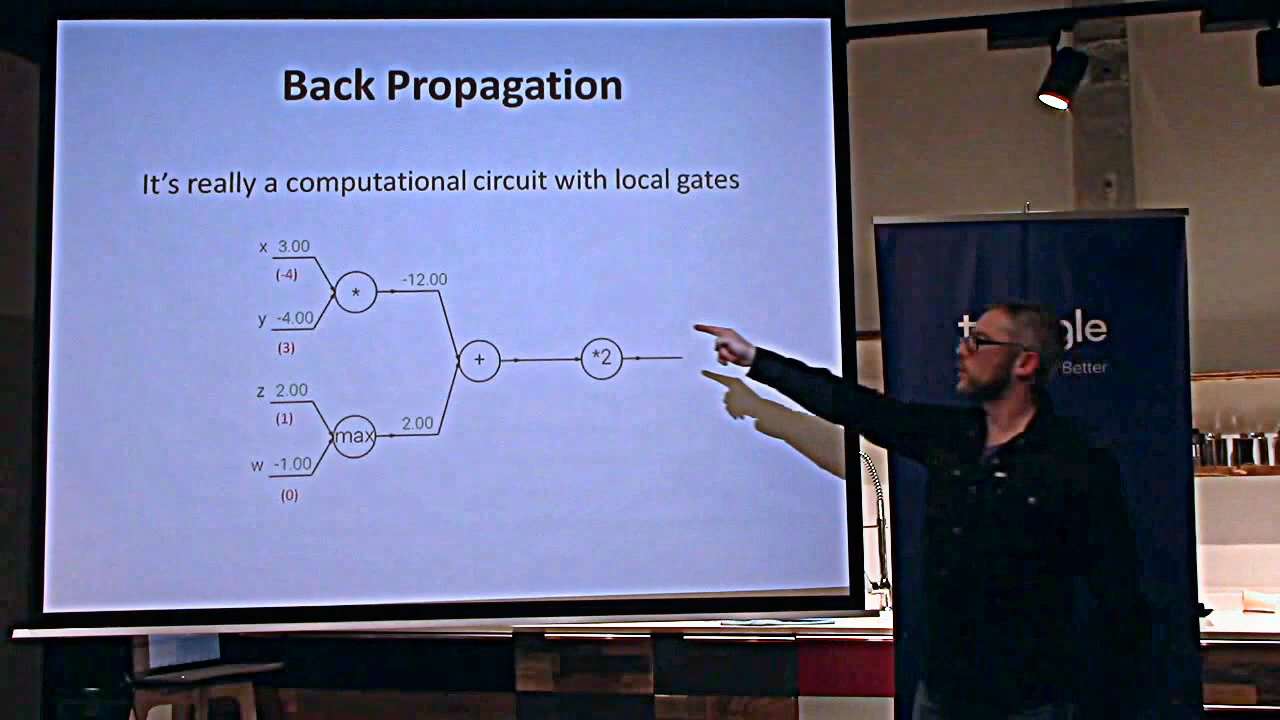 Back Propagation
It's really a computational circuit with local gates
x 3.00
(-4)
* -12.00
y -4.00
(3)
+ *2
z 2.00
(1)
max 2.00
w -1.00
(0)
Better